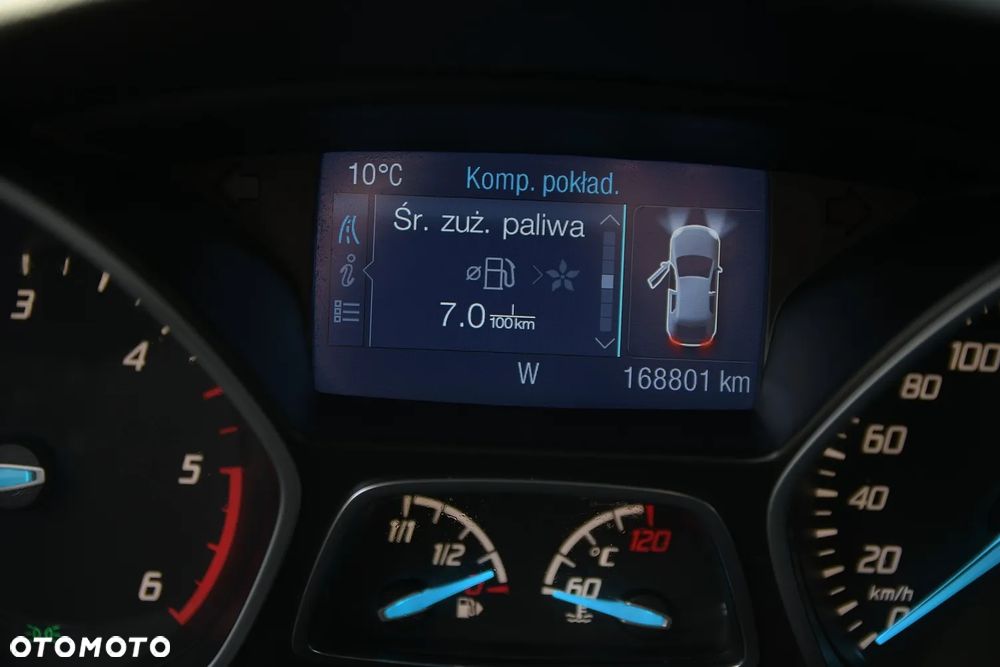 10°C Komp. pokład.
Śr. zuż. paliwa
7.0 l/100km
W 168801 km
3
4
5
6
1/1
1/2
0
°C
60
120
100
80
60
40
20
km/h
0
OTOMOTO